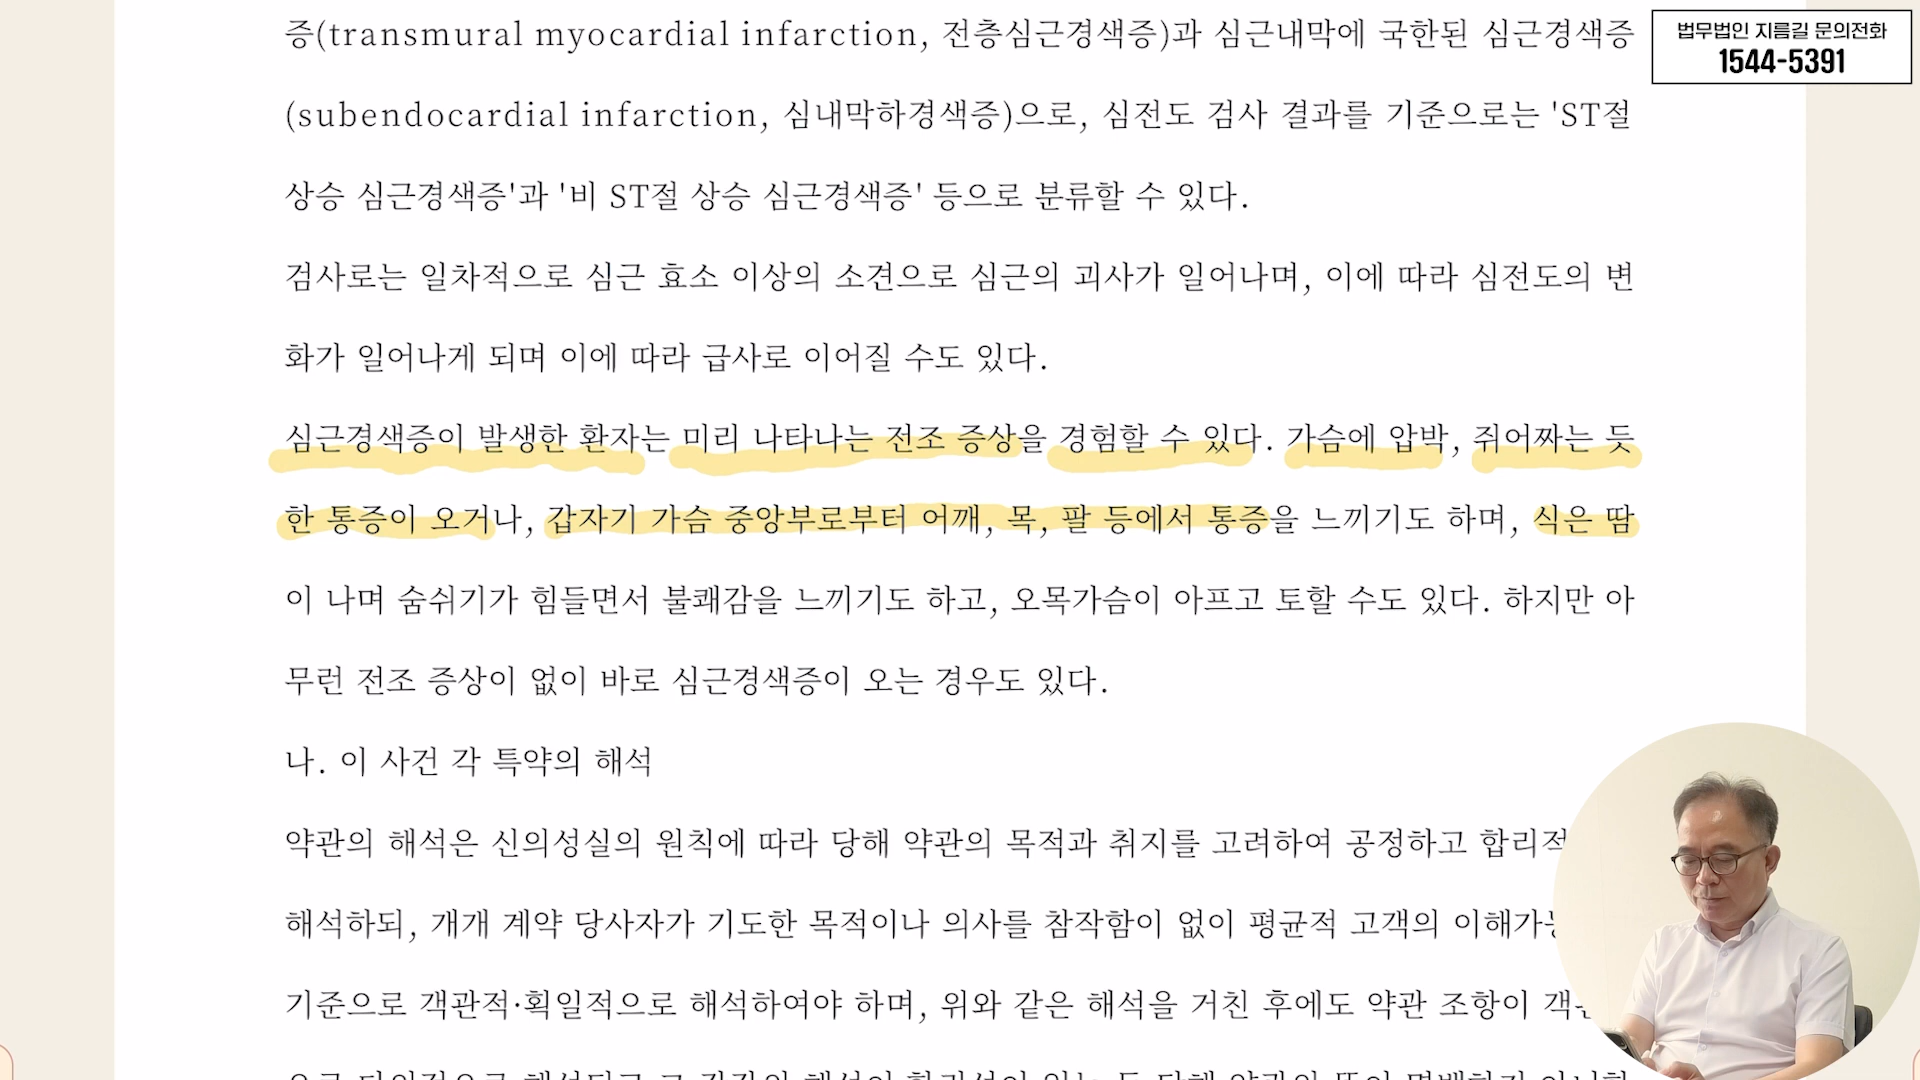 증(transmural myocardial infarction, 전층심근경색증)과 심근내막에 국한된 심근경색증
(subendocardial infarction, 심내막하경색증)으로, 심전도 검사 결과를 기준으로는 'ST절
상승 심근경색증'과 '비 ST절 상승 심근경색증' 등으로 분류할 수 있다.
검사로는 일차적으로 심근 효소 이상의 소견으로 심근의 괴사가 일어나며, 이에 따라 심전도의 변
화가 일어나게 되며 이에 따라 급사로 이어질 수도 있다.
심근경색증이 발생한 환자는 미리 나타나는 전조 증상을 경험할 수 있다. 가슴에 압박, 쥐어짜는 듯
한 통증이 오거나, 갑자기 가슴 중앙부로부터 어깨, 목, 팔 등에서 통증을 느끼기도 하며, 식은 땀
이 나며 숨쉬기가 힘들면서 불쾌감을 느끼기도 하고, 오목가슴이 아프고 토할 수도 있다. 하지만 아
무런 전조 증상이 없이 바로 심근경색증이 오는 경우도 있다.
나. 이 사건 각 특약의 해석
약관의 해석은 신의성실의 원칙에 따라 당해 약관의 목적과 취지를 고려하여 공정하고 합리적
해석하되, 개개 계약 당사자가 기도한 목적이나 의사를 참작함이 없이 평균적 고객의 이해가
기준으로 객관적·획일적으로 해석하여야 하며, 위와 같은 해석을 거친 후에도 약관 조항이
법무법인 지름길 문의전화
1544-5391